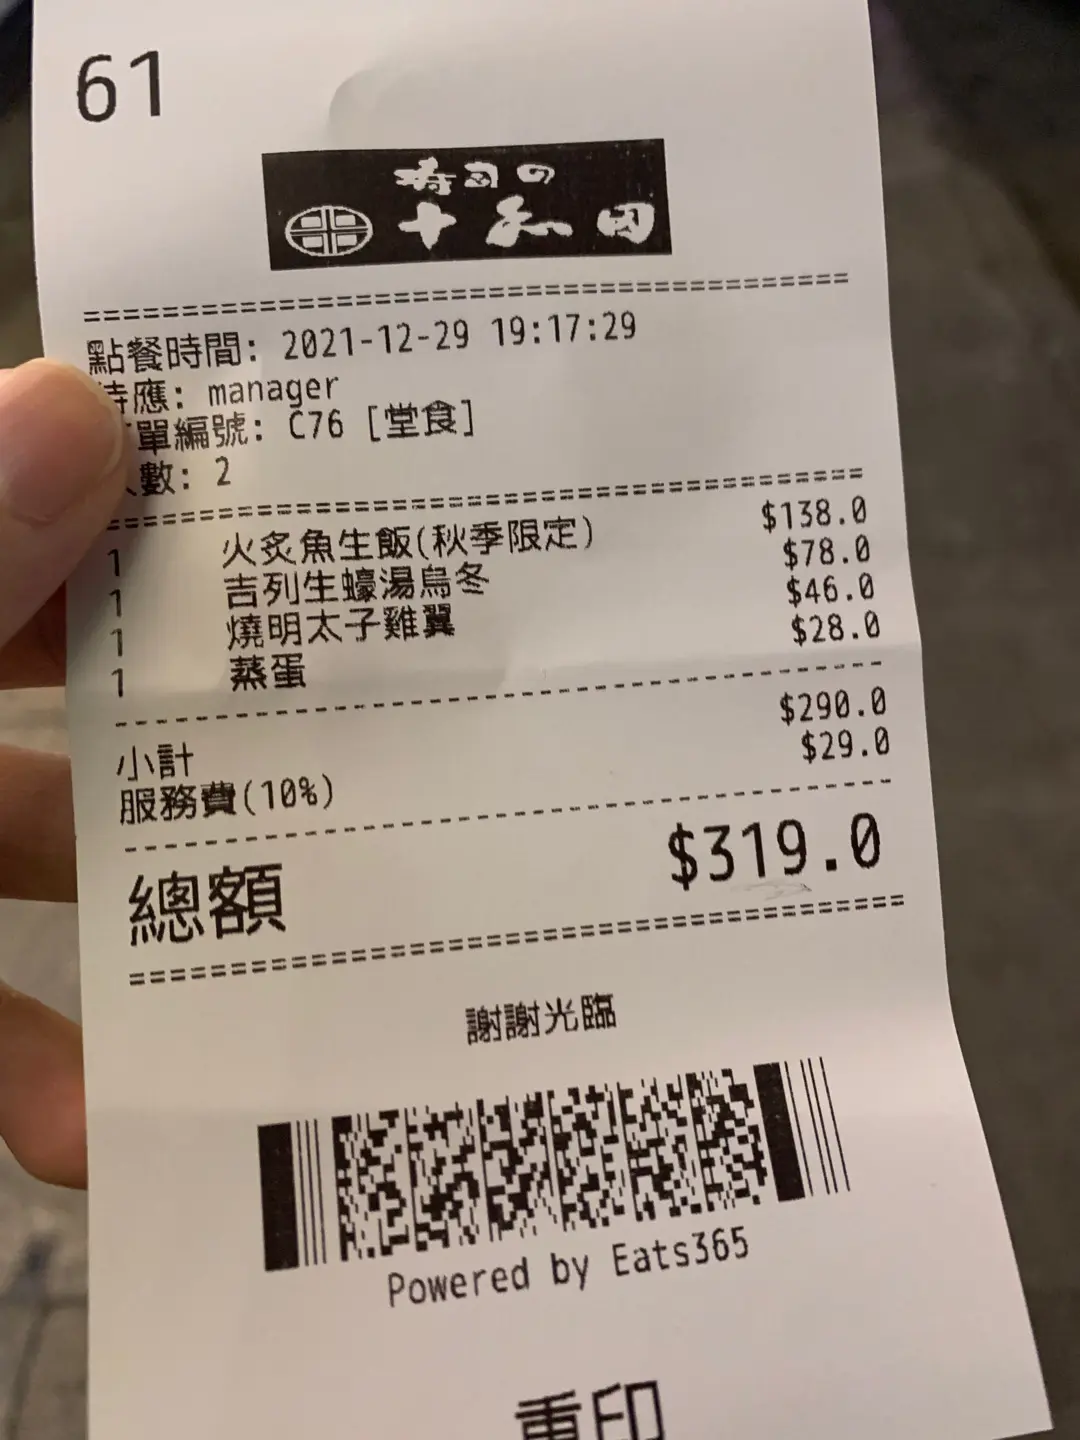 61
寿司の
十和田
==========================================
點餐時間: 2021-12-29 19:17:29
待應: manager
單編號: C76 [堂食]
人數: 2
==========================================
1 火炙魚生飯(秋季限定) $138.0
1 吉列生蠔湯烏冬 $78.0
1 燒明太子雞翼 $46.0
1 蒸蛋 $28.0
------------------------------------------
小計 $290.0
服務費(10%) $29.0
------------------------------------------
總額 $319.0
==========================================
謝謝光臨
Powered by Eats365
重印